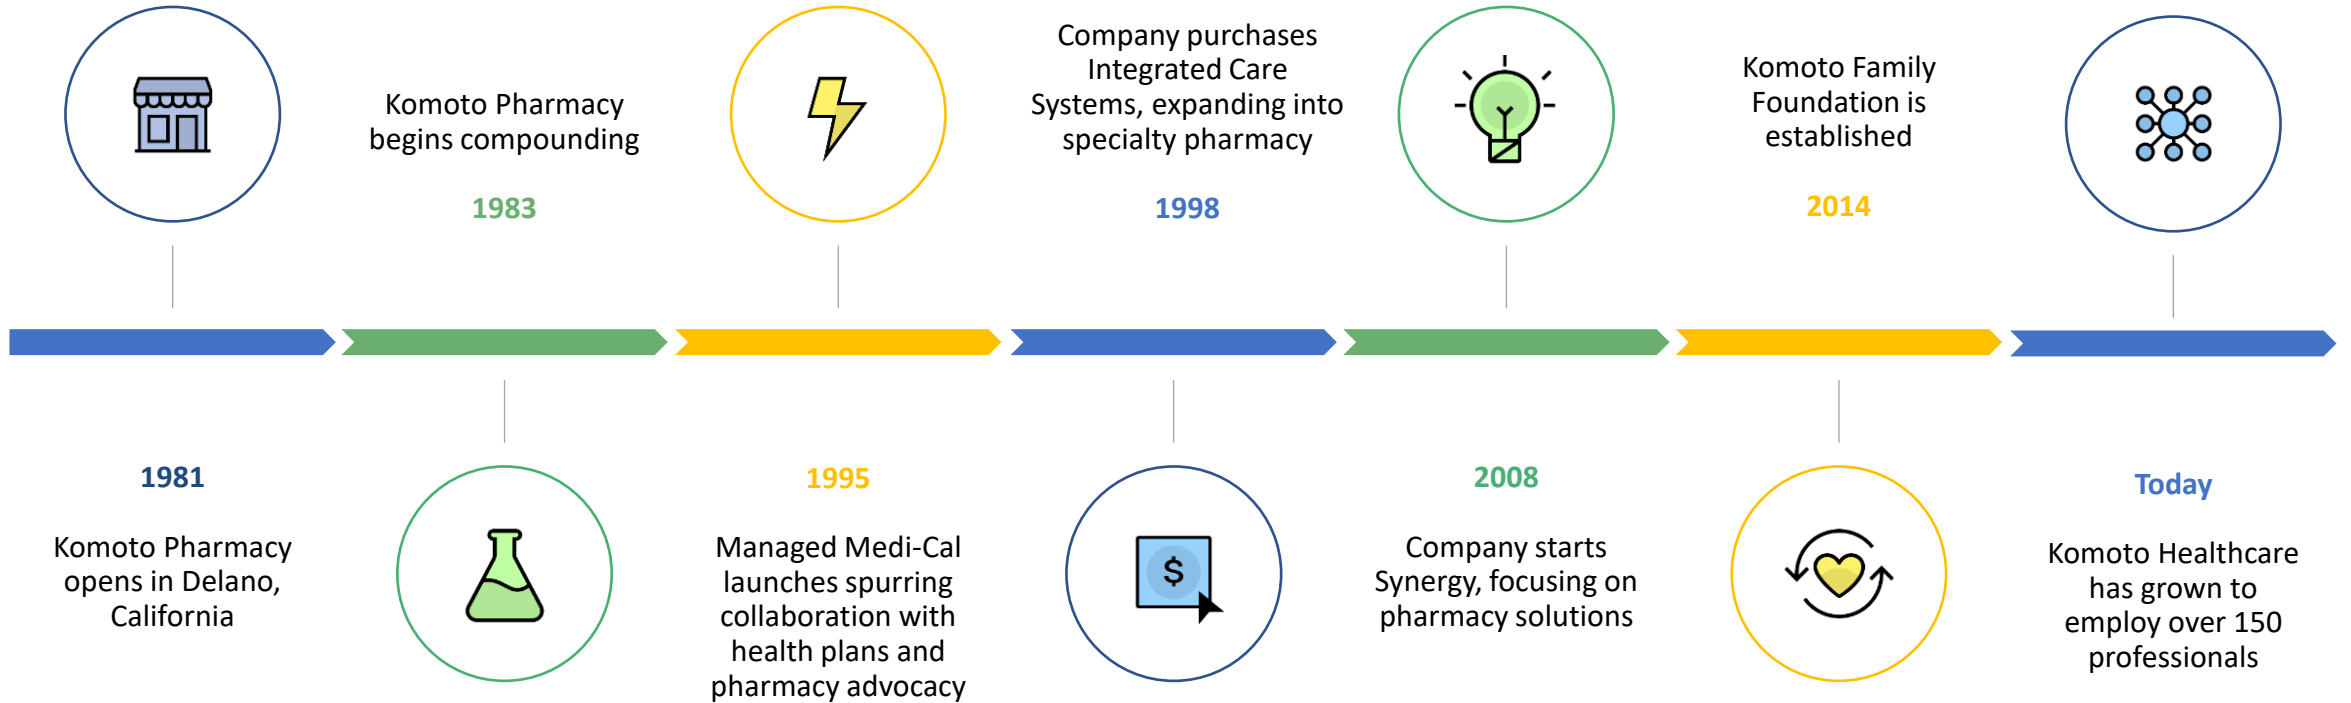 1981
Komoto Pharmacy
opens in Delano,
California
Komoto Pharmacy
begins compounding
1983
1995
Managed Medi-Cal
launches spurring
collaboration with
health plans and
pharmacy advocacy
Company purchases
Integrated Care
Systems, expanding into
specialty pharmacy
1998
$
2008
Company starts
Synergy, focusing on
pharmacy solutions
Komoto Family
Foundation is
established
2014
Today
Komoto Healthcare
has grown to
employ over 150
professionals